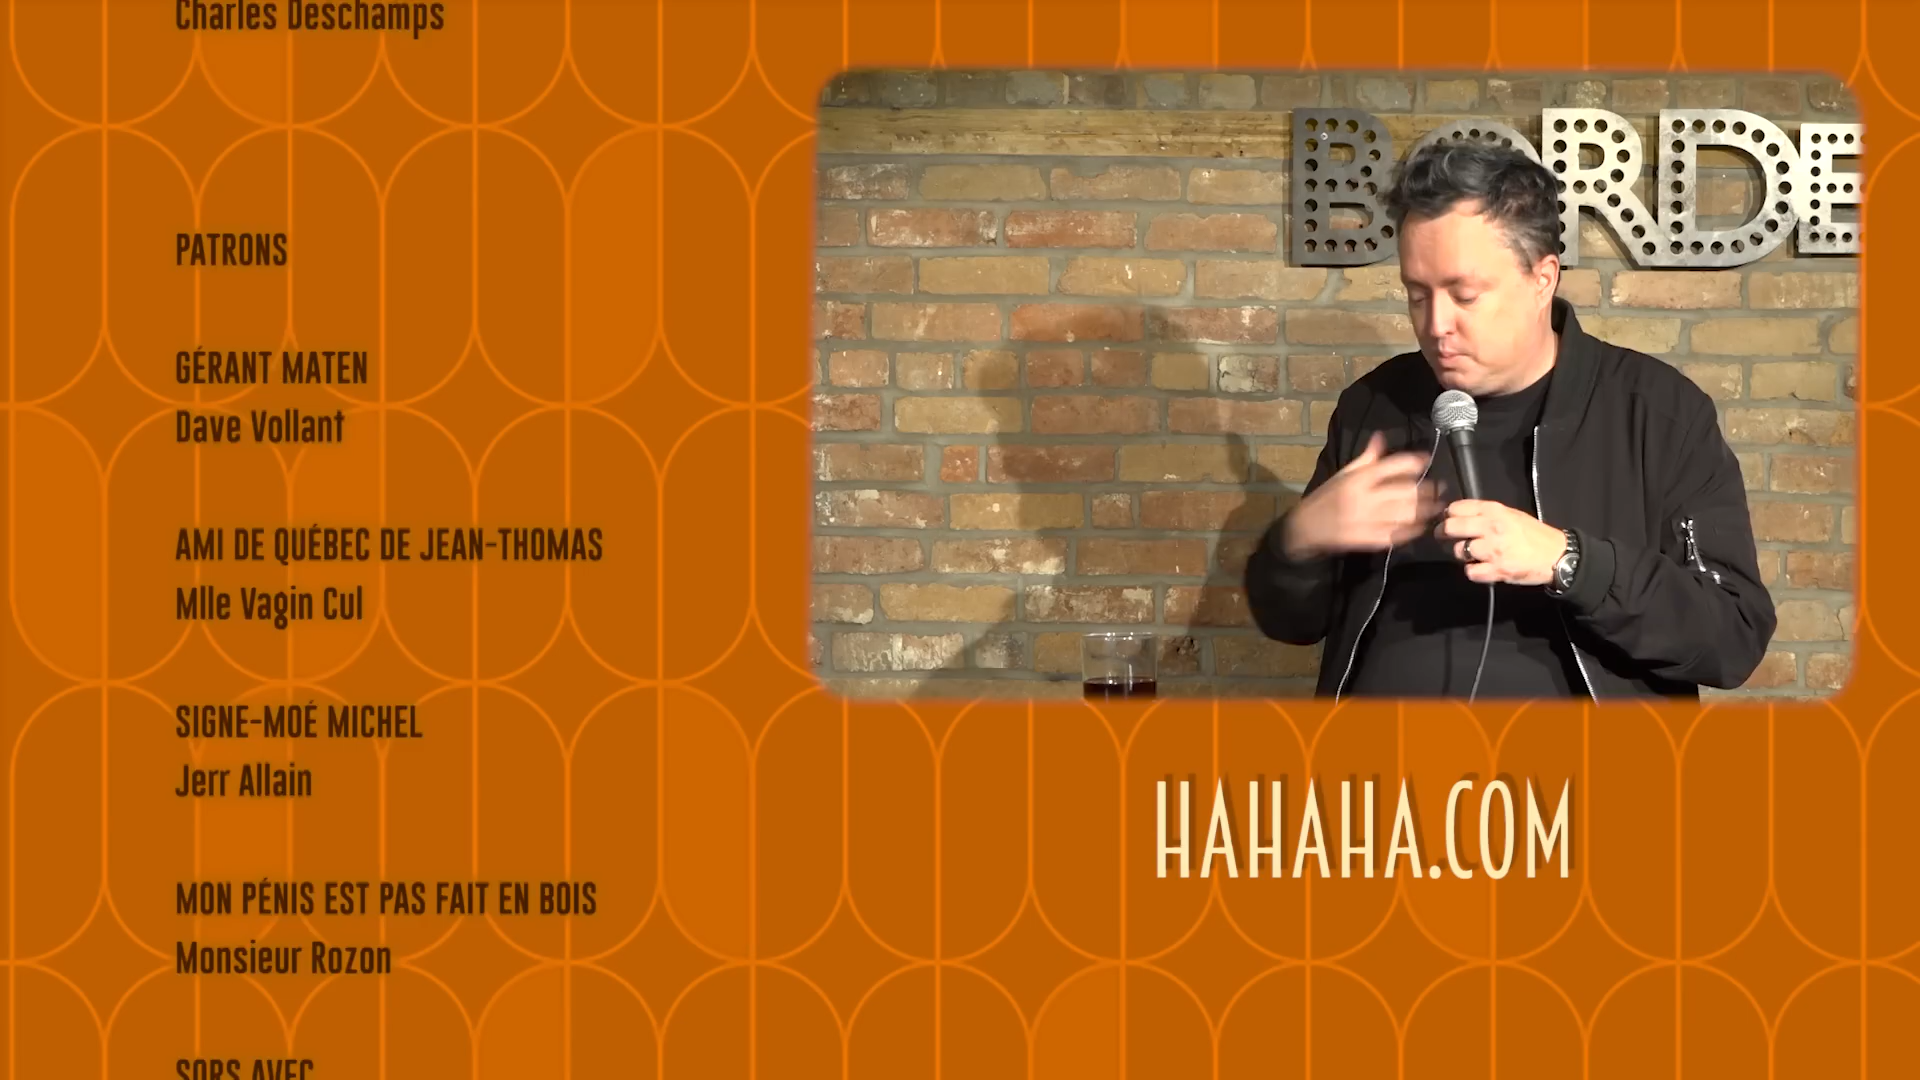 Charles Deschamps
PATRONS
GÉRANT MATEN
Dave Vollant
AMI DE QUÉBEC DE JEAN-THOMAS
Mlle Vagin Cul
SIGNE-MOÉ MICHEL
Jerr Allain
MON PÉNIS EST PAS FAIT EN BOIS
Monsieur Rozon
SORS AVEC
BORDE
HAHAHA.COM